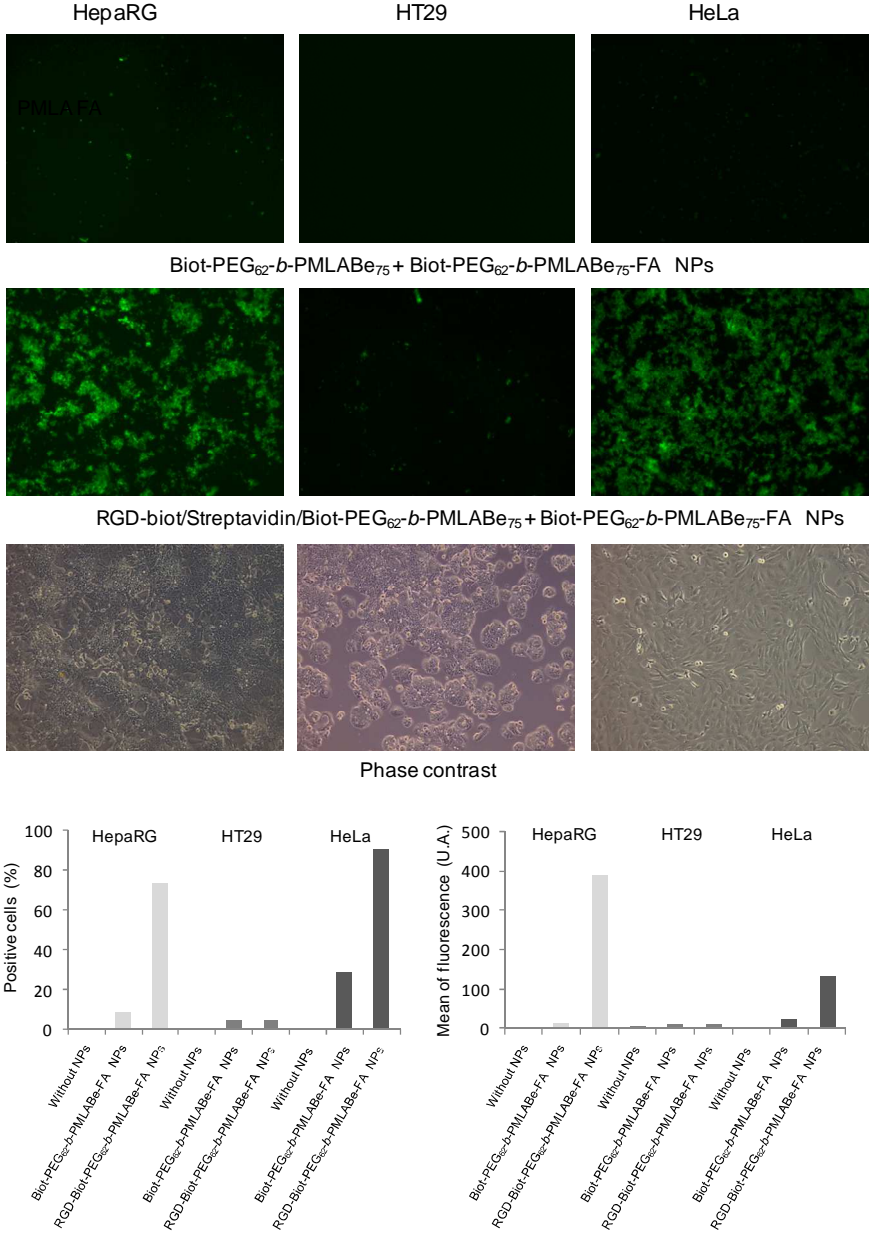 HepaRG HT29 HeLa
PMLA FA
Biot-PEG₆₂-b-PMLABe₇₅ + Biot-PEG₆₂-b-PMLABe₇₅-FA NPs
RGD-biot/Streptavidin/Biot-PEG₆₂-b-PMLABe₇₅ + Biot-PEG₆₂-b-PMLABe₇₅-FA NPs
Phase contrast
Positive cells (%)
100
80
60
40
20
0
HepaRG HT29 HeLa
Without NPs
Biot-PEG₆₂-b-PMLABe-FA NPs
RGD-Biot-PEG₆₂-b-PMLABe-FA NPs
Without NPs
Biot-PEG₆₂-b-PMLABe-FA NPs
RGD-Biot-PEG₆₂-b-PMLABe-FA NPs
Without NPs
Biot-PEG₆₂-b-PMLABe-FA NPs
RGD-Biot-PEG₆₂-b-PMLABe-FA NPs
Mean of fluorescence (U.A.)
500
400
300
200
100
0
HepaRG HT29 HeLa
Without NPs
Biot-PEG₆₂-b-PMLABe-FA NPs
RGD-Biot-PEG₆₂-b-PMLABe-FA NPs
Without NPs
Biot-PEG₆₂-b-PMLABe-FA NPs
RGD-Biot-PEG₆₂-b-PMLABe-FA NPs
Without NPs
Biot-PEG₆₂-b-PMLABe-FA NPs
RGD-Biot-PEG₆₂-b-PMLABe-FA NPs